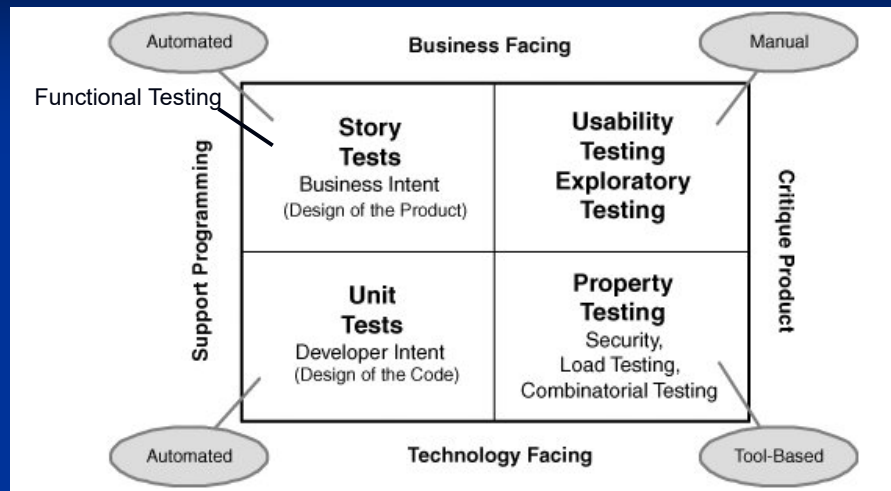 Automated
Business Facing
Manual
Functional Testing
Story
Tests
Business Intent
(Design of the Product)
Usability
Testing
Exploratory
Testing
Support Programming
Critique Product
Unit
Tests
Developer Intent
(Design of the Code)
Property
Testing
Security,
Load Testing,
Combinatorial Testing
Automated
Technology Facing
Tool-Based